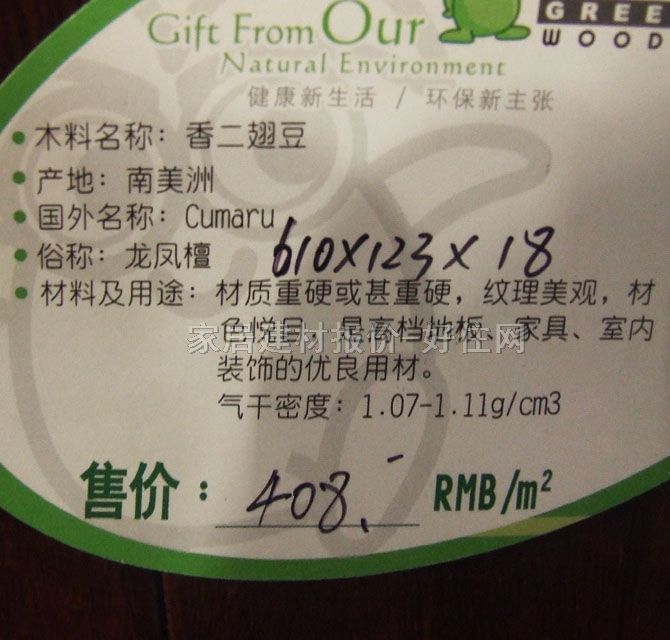 Gift From Our
GREE
WOOD
Natural Environment
健康新生活 / 环保新主张
木料名称：香二翅豆
产地：南美洲
国外名称：Cumaru
俗称：龙凤檀
610×123×18
材料及用途：材质重硬或甚重硬，纹理美观，材
色悦目，是高档地板、家具、室内
装饰的优良用材。
气干密度：1.07-1.11g/cm3
家居建材报价 好住网
售价：408.- RMB/m²